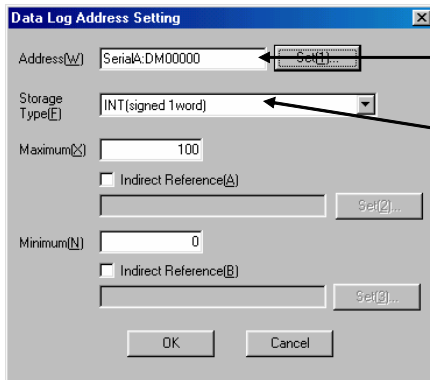 Data Log Address Setting
Address(W) SerialA:DM00000 Set(1)...
Storage
Type(F) INT(signed 1word)
Maximum(X) 100
Indirect Reference(A)
Set(2)...
Minimum(N) 0
Indirect Reference(B)
Set(3)...
OK Cancel